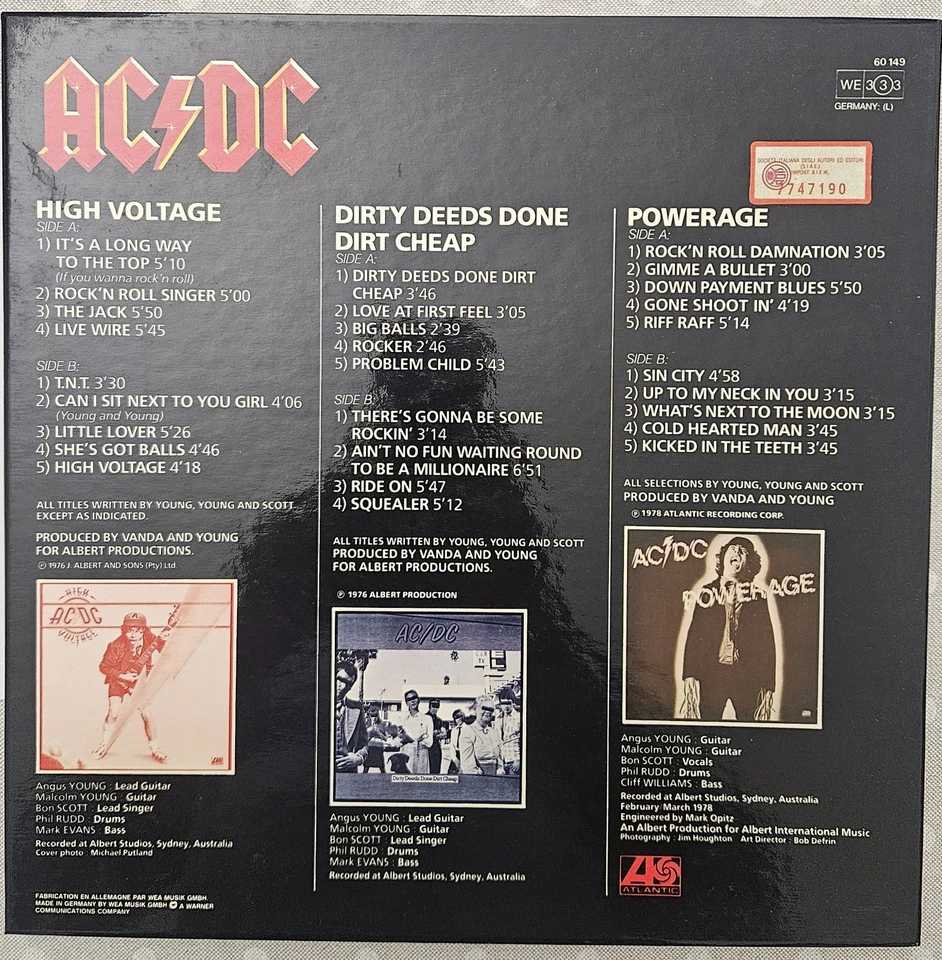 AC/DC
60 149
WE 333
GERMANY: (L)
SOCIETÀ ITALIANA DEGLI AUTORI ED EDITORI
(S.I.A.E.)
IMPORT B.I.E.M.
7747190
HIGH VOLTAGE
SIDE A:
1) IT'S A LONG WAY
TO THE TOP 5'10
(If you wanna rock'n roll)
2) ROCK'N ROLL SINGER 5'00
3) THE JACK 5'50
4) LIVE WIRE 5'45
SIDE B:
1) T.N.T. 3'30
2) CAN I SIT NEXT TO YOU GIRL 4'06
(Young and Young)
3) LITTLE LOVER 5'26
4) SHE'S GOT BALLS 4'46
5) HIGH VOLTAGE 4'18
ALL TITLES WRITTEN BY YOUNG, YOUNG AND SCOTT
EXCEPT AS INDICATED.
PRODUCED BY VANDA AND YOUNG
FOR ALBERT PRODUCTIONS.
℗ 1976 J. ALBERT AND SONS (Pty) Ltd.
HIGH
AC/DC
VOLTAGE
Angus YOUNG : Lead Guitar
Malcolm YOUNG : Guitar
Bon SCOTT : Lead Singer
Phil RUDD : Drums
Mark EVANS : Bass
Recorded at Albert Studios, Sydney, Australia
Cover photo : Michael Putland
FABRICATION EN ALLEMAGNE PAR WEA MUSIK GMBH.
MADE IN GERMANY BY WEA MUSIK GMBH A WARNER
COMMUNICATIONS COMPANY
DIRTY DEEDS DONE
DIRT CHEAP
SIDE A:
1) DIRTY DEEDS DONE DIRT
CHEAP 3'46
2) LOVE AT FIRST FEEL 3'05
3) BIG BALLS 2'39
4) ROCKER 2'46
5) PROBLEM CHILD 5'43
SIDE B:
1) THERE'S GONNA BE SOME
ROCKIN' 3'14
2) AIN'T NO FUN WAITING ROUND
TO BE A MILLIONAIRE 6'51
3) RIDE ON 5'47
4) SQUEALER 5'12
ALL TITLES WRITTEN BY YOUNG, YOUNG AND SCOTT
PRODUCED BY VANDA AND YOUNG
FOR ALBERT PRODUCTIONS.
℗ 1976 ALBERT PRODUCTION
AC/DC
TV
Dirty Deeds Done Dirt Cheap
Angus YOUNG : Lead Guitar
Malcolm YOUNG : Guitar
Bon SCOTT : Lead Singer
Phil RUDD : Drums
Mark EVANS : Bass
Recorded at Albert Studios, Sydney, Australia
POWERAGE
SIDE A:
1) ROCK'N ROLL DAMNATION 3'05
2) GIMME A BULLET 3'00
3) DOWN PAYMENT BLUES 5'50
4) GONE SHOOT IN' 4'19
5) RIFF RAFF 5'14
SIDE B:
1) SIN CITY 4'58
2) UP TO MY NECK IN YOU 3'15
3) WHAT'S NEXT TO THE MOON 3'15
4) COLD HEARTED MAN 3'45
5) KICKED IN THE TEETH 3'45
ALL SELECTIONS BY YOUNG, YOUNG AND SCOTT
PRODUCED BY VANDA AND YOUNG
℗ 1978 ATLANTIC RECORDING CORP.
AC/DC
POWERAGE
Angus YOUNG : Guitar
Malcolm YOUNG : Guitar
Bon SCOTT : Vocals
Phil RUDD : Drums
Cliff WILLIAMS : Bass
Recorded at Albert Studios, Sydney, Australia
February/March 1978
Engineered by Mark Opitz
An Albert Production for Albert International Music
Photography : Jim Houghton Art Director : Bob Defrin
ATLANTIC